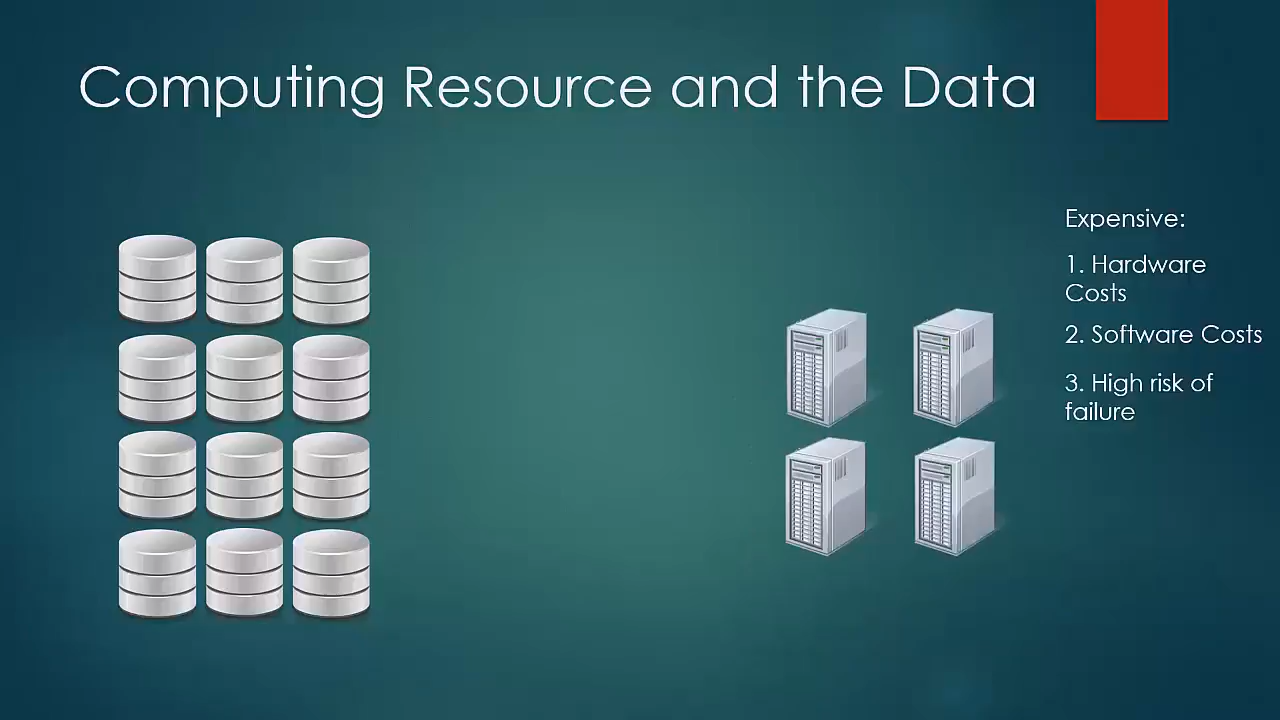 Computing Resource and the Data
Expensive:
1. Hardware
Costs
2. Software Costs
3. High risk of
failure